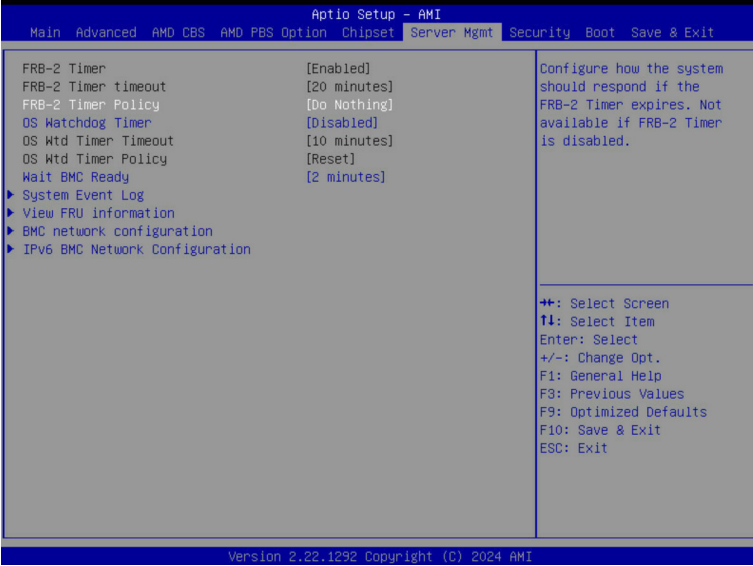 Aptio Setup – AMI
Main Advanced AMD CBS AMD PBS Option Chipset Server Mgmt Security Boot Save & Exit
FRB-2 Timer [Enabled]
FRB-2 Timer timeout [20 minutes]
FRB-2 Timer Policy [Do Nothing]
OS Watchdog Timer [Disabled]
OS Wtd Timer Timeout [10 minutes]
OS Wtd Timer Policy [Reset]
Wait BMC Ready [2 minutes]
System Event Log
View FRU information
BMC network configuration
IPv6 BMC Network Configuration
Configure how the system
should respond if the
FRB-2 Timer expires. Not
available if FRB-2 Timer
is disabled.
→←: Select Screen
↑↓: Select Item
Enter: Select
+/-: Change Opt.
F1: General Help
F3: Previous Values
F9: Optimized Defaults
F10: Save & Exit
ESC: Exit
Version 2.22.1292 Copyright (C) 2024 AMI